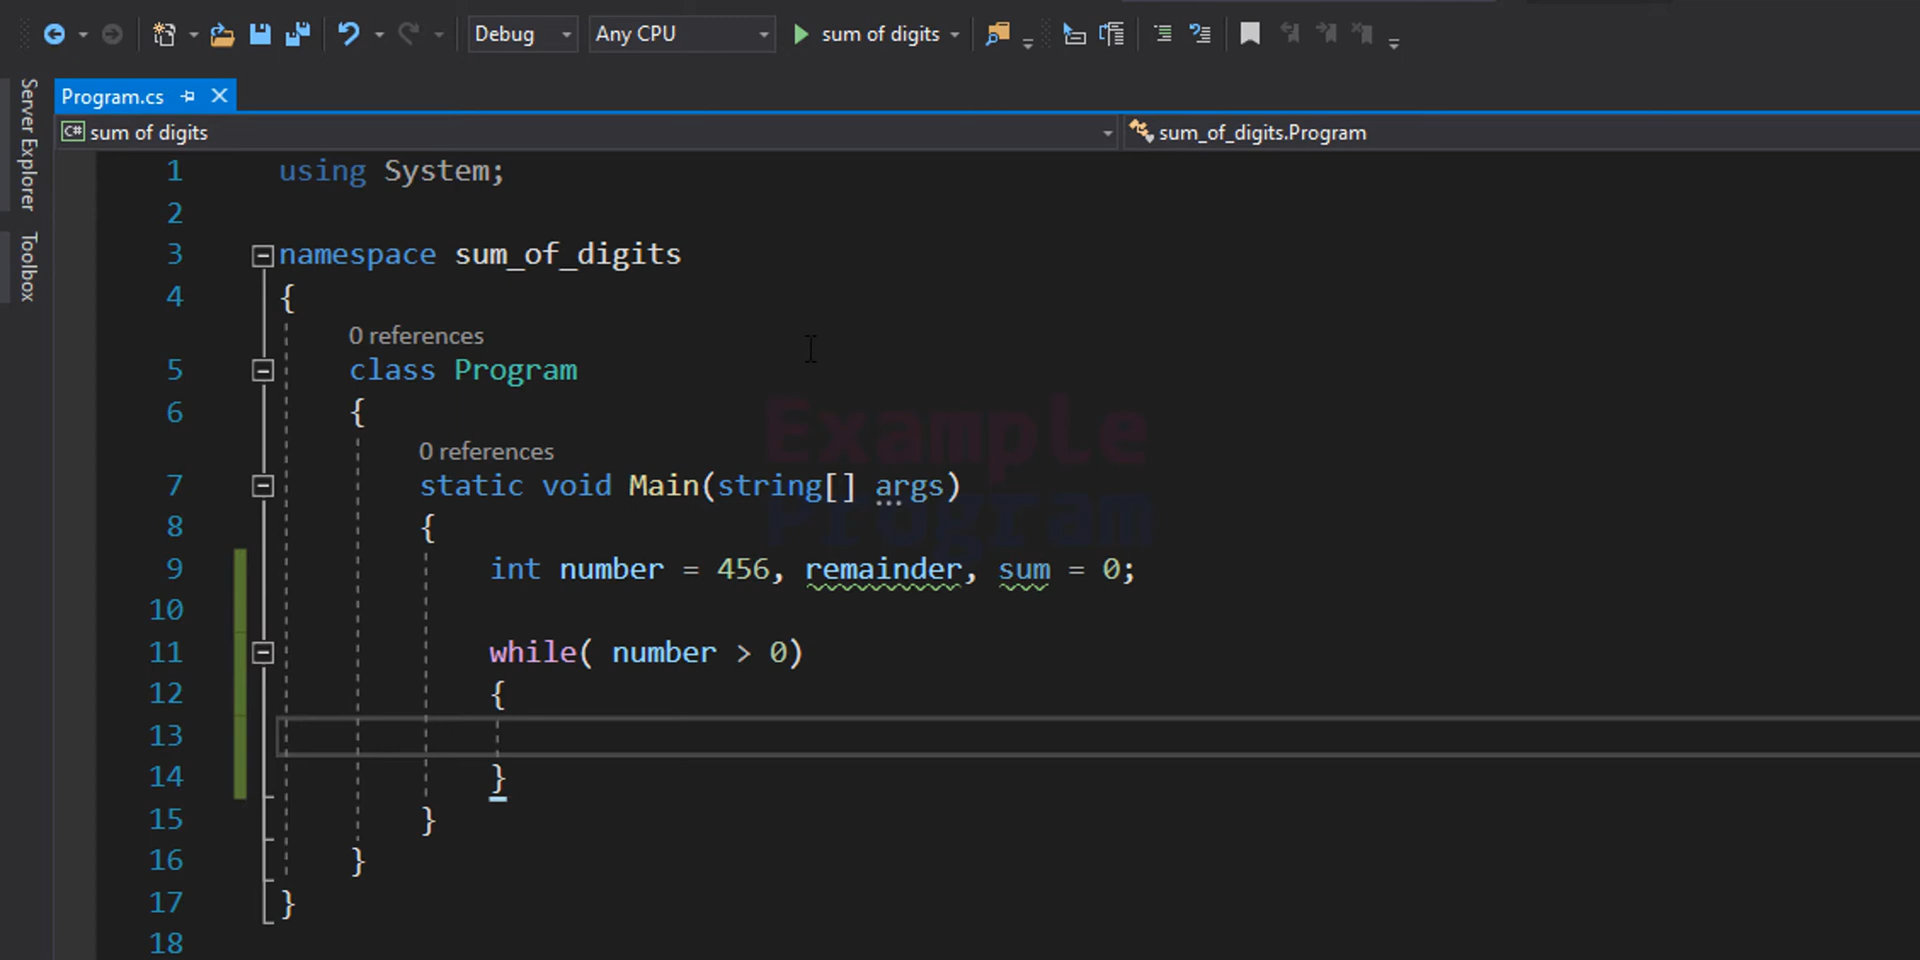 Debug Any CPU sum of digits
Server Explorer
Toolbox
Program.cs
C# sum of digits sum_of_digits.Program
1 using System;
2
3 namespace sum_of_digits
4 {
0 references
5 class Program
6 {
0 references
7 static void Main(string[] args)
8 {
9 int number = 456, remainder, sum = 0;
10
11 while( number > 0)
12 {
13
14 }
15 }
16 }
17 }
18
Example
Program